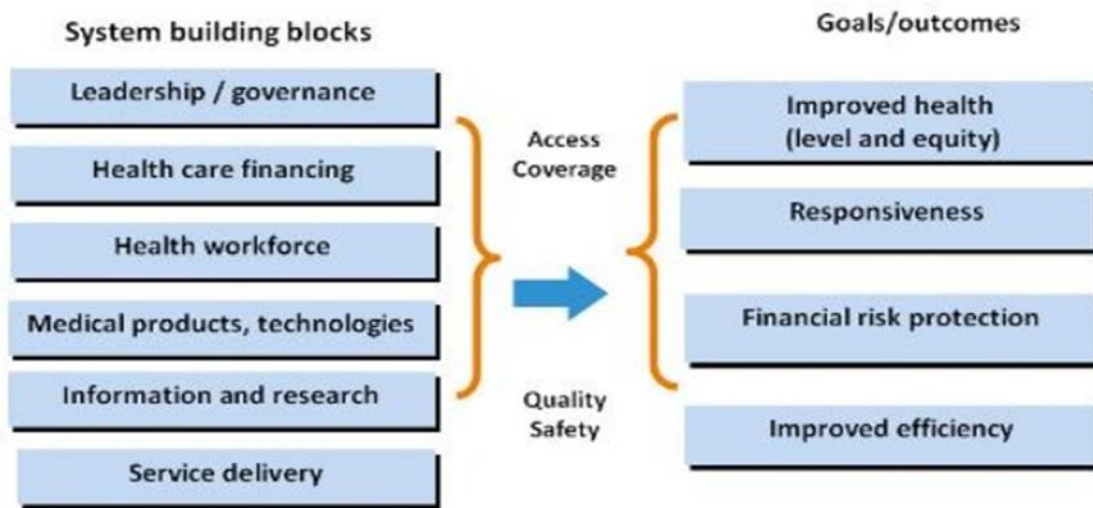 System building blocks
Leadership / governance
Health care financing
Health workforce
Medical products, technologies
Information and research
Service delivery
Access
Coverage
Quality
Safety
Goals/outcomes
Improved health
(level and equity)
Responsiveness
Financial risk protection
Improved efficiency